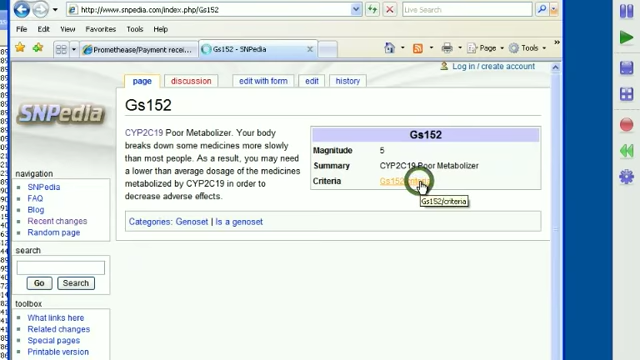 http://www.snpedia.com/index.php/Gs152
Live Search
File Edit View Favorites Tools Help
Promethease/Payment recei...
Gs152 - SNPedia
Page Tools
Log in / create account
page discussion edit with form edit history
SNPedia
Gs152
CYP2C19 Poor Metabolizer. Your body
breaks down some medicines more slowly
than most people. As a result, you may need
a lower than average dosage of the medicines
metabolized by CYP2C19 in order to
decrease adverse effects.
Gs152
Magnitude 5
Summary CYP2C19 Poor Metabolizer
Criteria Gs152/criteria
Gs152/criteria
Categories: Genoset | Is a genoset
navigation
SNPedia
FAQ
Blog
Recent changes
Random page
search
Go Search
toolbox
What links here
Related changes
Special pages
Printable version